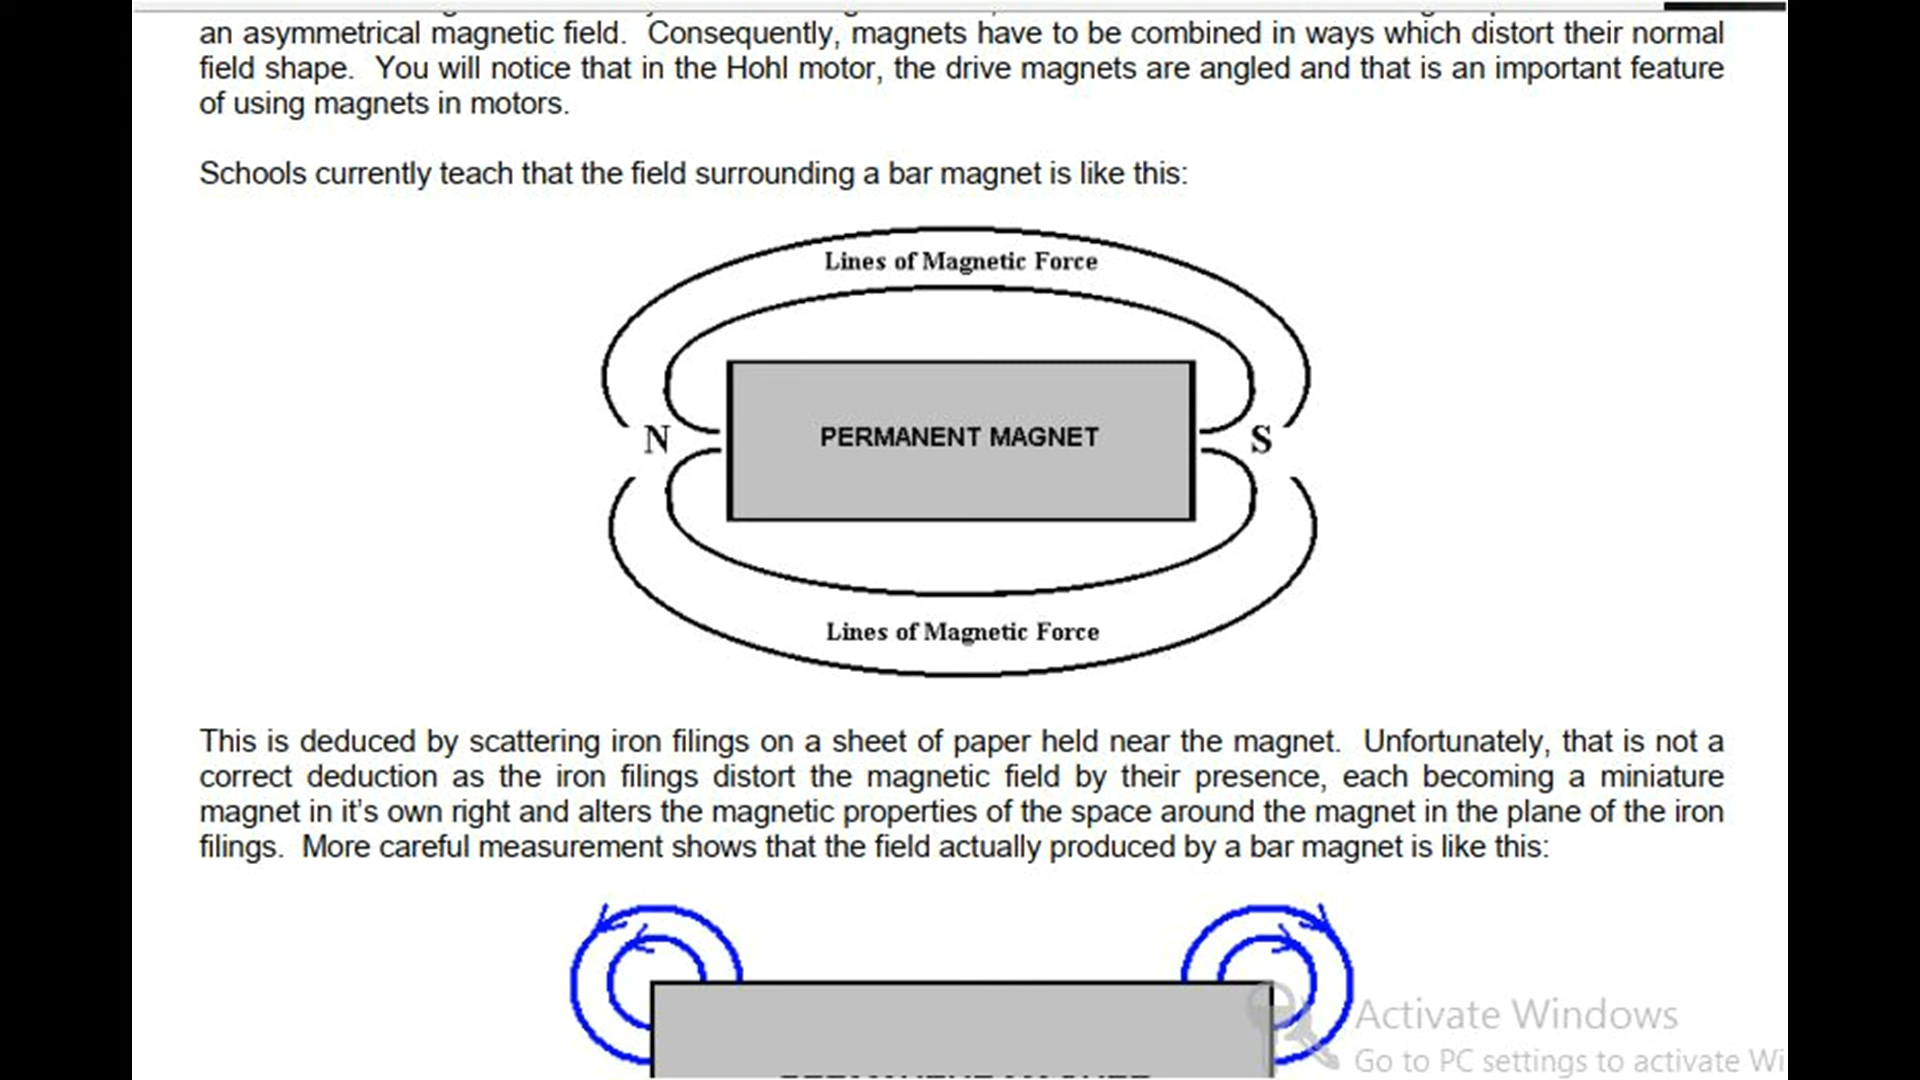 an asymmetrical magnetic field. Consequently, magnets have to be combined in ways which distort their normal
field shape. You will notice that in the Hohl motor, the drive magnets are angled and that is an important feature
of using magnets in motors.
Schools currently teach that the field surrounding a bar magnet is like this:
Lines of Magnetic Force
N
PERMANENT MAGNET
S
Lines of Magnetic Force
This is deduced by scattering iron filings on a sheet of paper held near the magnet. Unfortunately, that is not a
correct deduction as the iron filings distort the magnetic field by their presence, each becoming a miniature
magnet in it's own right and alters the magnetic properties of the space around the magnet in the plane of the iron
filings. More careful measurement shows that the field actually produced by a bar magnet is like this:
Activate Windows
Go to PC settings to activate Wi